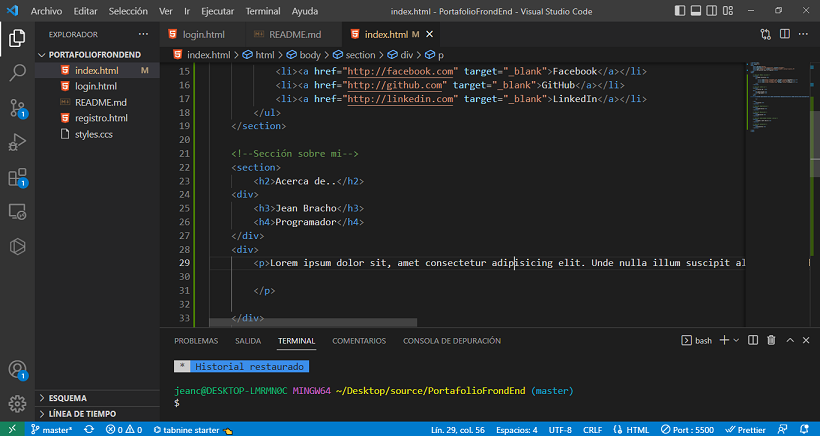 Archivo Editar Selección Ver Ir Ejecutar Terminal Ayuda index.html - PortafolioFrondEnd - Visual Studio Code
EXPLORADOR ···
PORTAFOLIOFRONDEND
index.html M
login.html
README.md
registro.html
styles.ccs
ESQUEMA
LÍNEA DE TIEMPO
1
1
1
login.html README.md index.html M
index.html > html > body > section > div > p
15 <li><a href="http://facebook.com" target="_blank">Facebook</a></li>
16 <li><a href="http://github.com" target="_blank">GitHub</a></li>
17 <li><a href="http://linkedin.com" target="_blank">LinkedIn</a></li>
18 </ul>
19 </section>
20
21 <!--Sección sobre mi-->
22 <section>
23 <h2>Acerca de..</h2>
24 <div>
25 <h3>Jean Bracho</h3>
26 <h4>Programador</h4>
27 </div>
28 <div>
29 <p>Lorem ipsum dolor sit, amet consectetur adipisicing elit. Unde nulla illum suscipit al
30
31 </p>
32
33 </div>
PROBLEMAS SALIDA TERMINAL COMENTARIOS CONSOLA DE DEPURACIÓN bash
* Historial restaurado
jeanc@DESKTOP-LMRMN0C MINGW64 ~/Desktop/source/PortafolioFrondEnd (master)
$
master* 0 0 tabnine starter Lín. 29, col. 56 Espacios: 4 UTF-8 CRLF HTML Port : 5500 Prettier